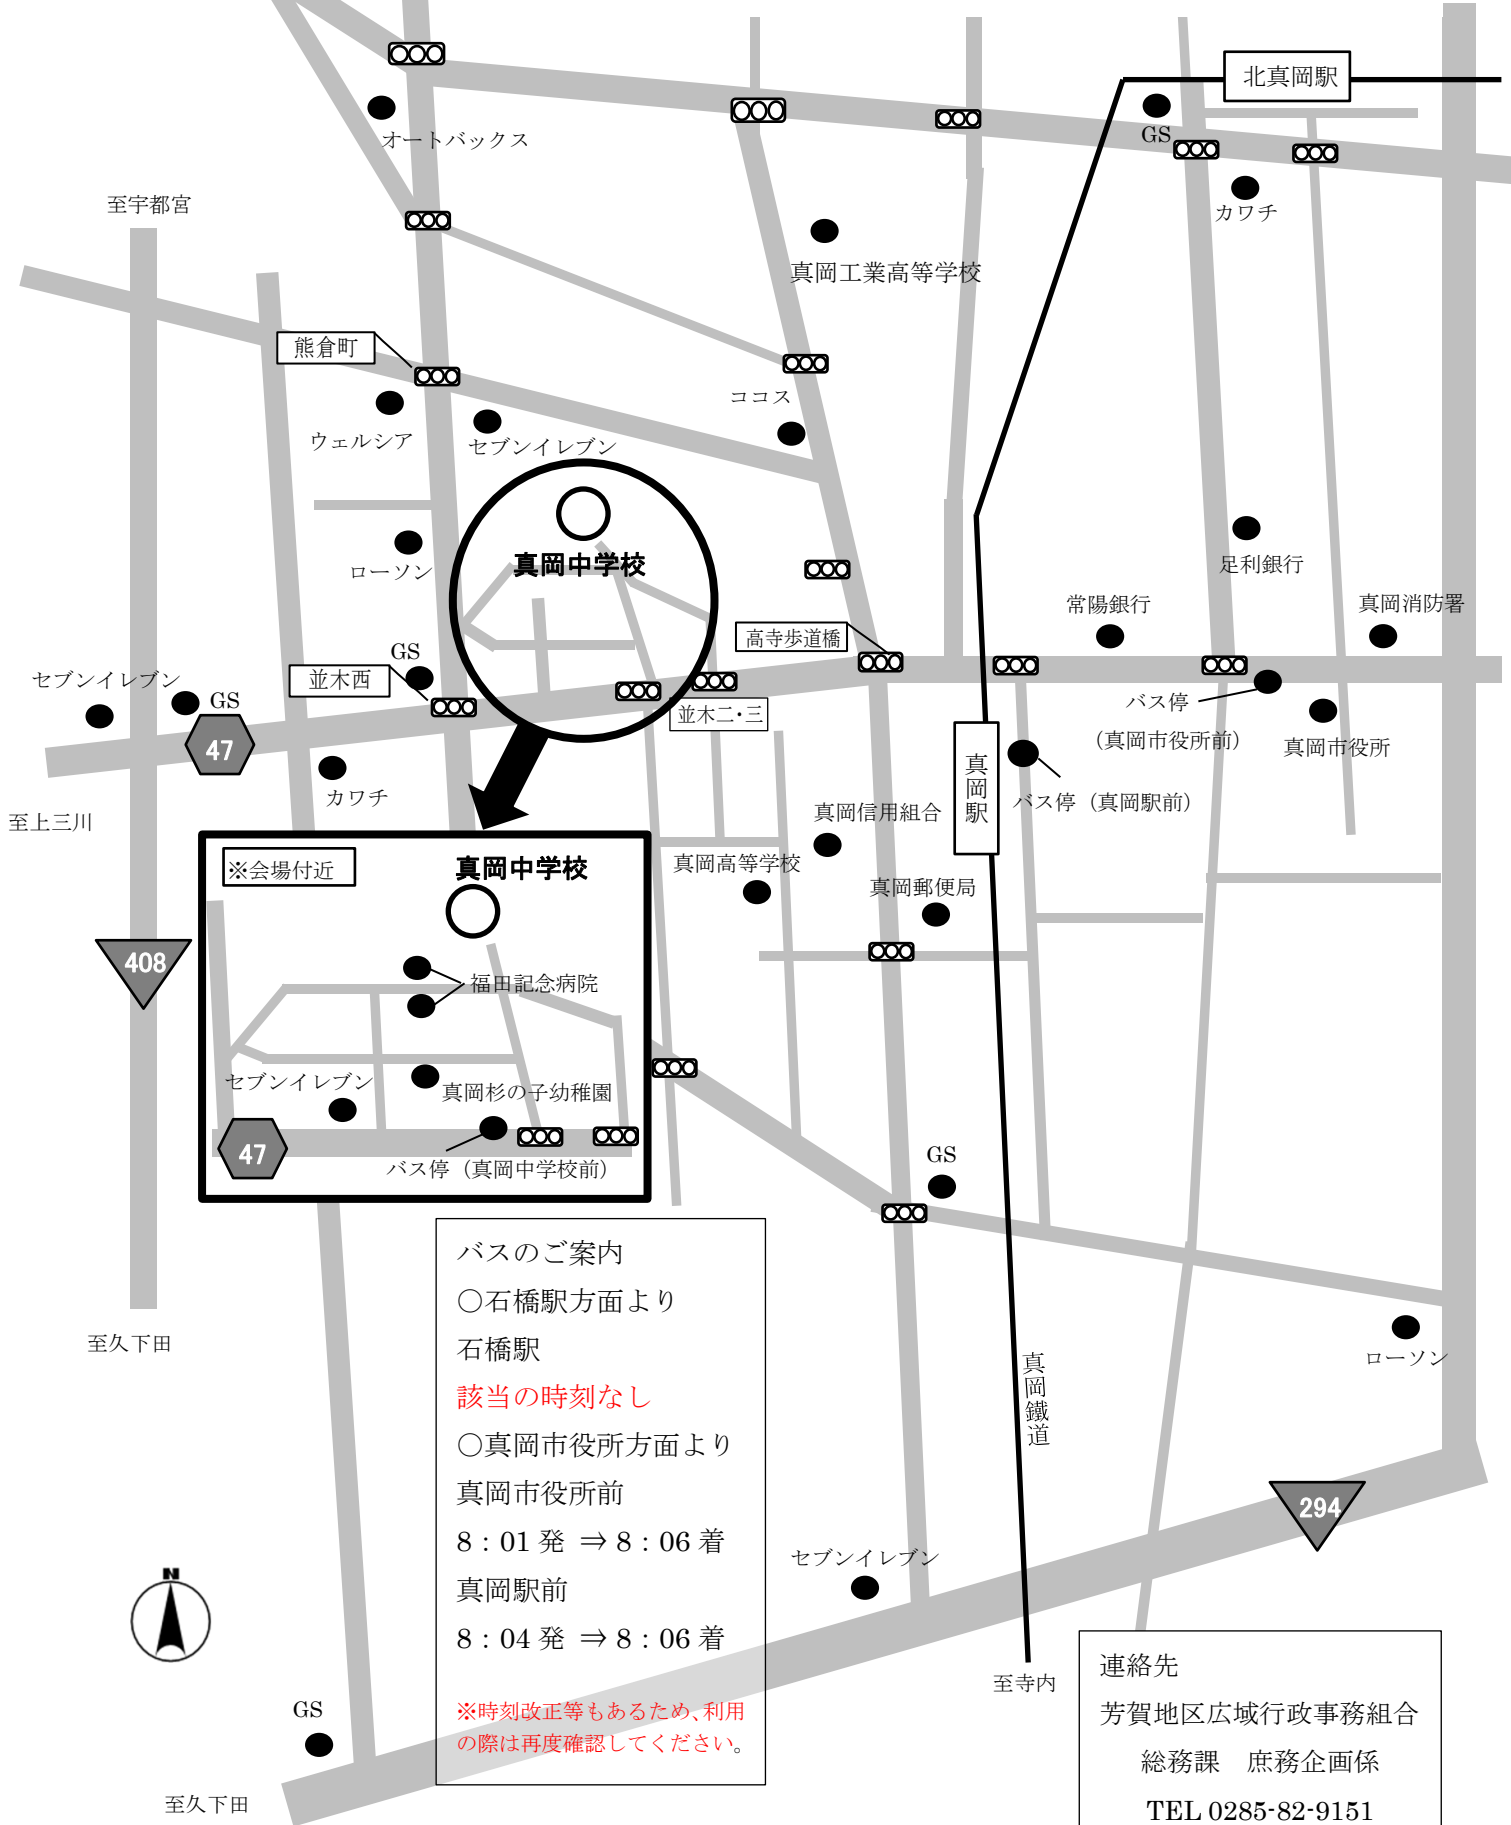 北真岡駅
オートバックス
GS
カワチ
至宇都宮
真岡工業高等学校
熊倉町
ココス
ウェルシア
セブンイレブン
真岡中学校
ローソン
足利銀行
常陽銀行
真岡消防署
高寺歩道橋
GS
並木西
セブンイレブン
GS
47
並木二・三
バス停
(真岡市役所前)
真岡市役所
真岡駅
バス停（真岡駅前）
カワチ
至上三川
真岡信用組合
真岡高等学校
真岡郵便局
408
※会場付近
真岡中学校
福田記念病院
セブンイレブン
真岡杉の子幼稚園
47
バス停（真岡中学校前）
GS
至久下田
ローソン
真岡鐵道
バスのご案内
〇石橋駅方面より
石橋駅
該当の時刻なし
〇真岡市役所方面より
真岡市役所前
8：01 発 ⇒ 8：06 着
真岡駅前
8：04 発 ⇒ 8：06 着
※時刻改正等もあるため、利用
の際は再度確認してください。
294
セブンイレブン
N
至寺内
GS
至久下田
連絡先
芳賀地区広域行政事務組合
総務課　庶務企画係
TEL 0285-82-9151